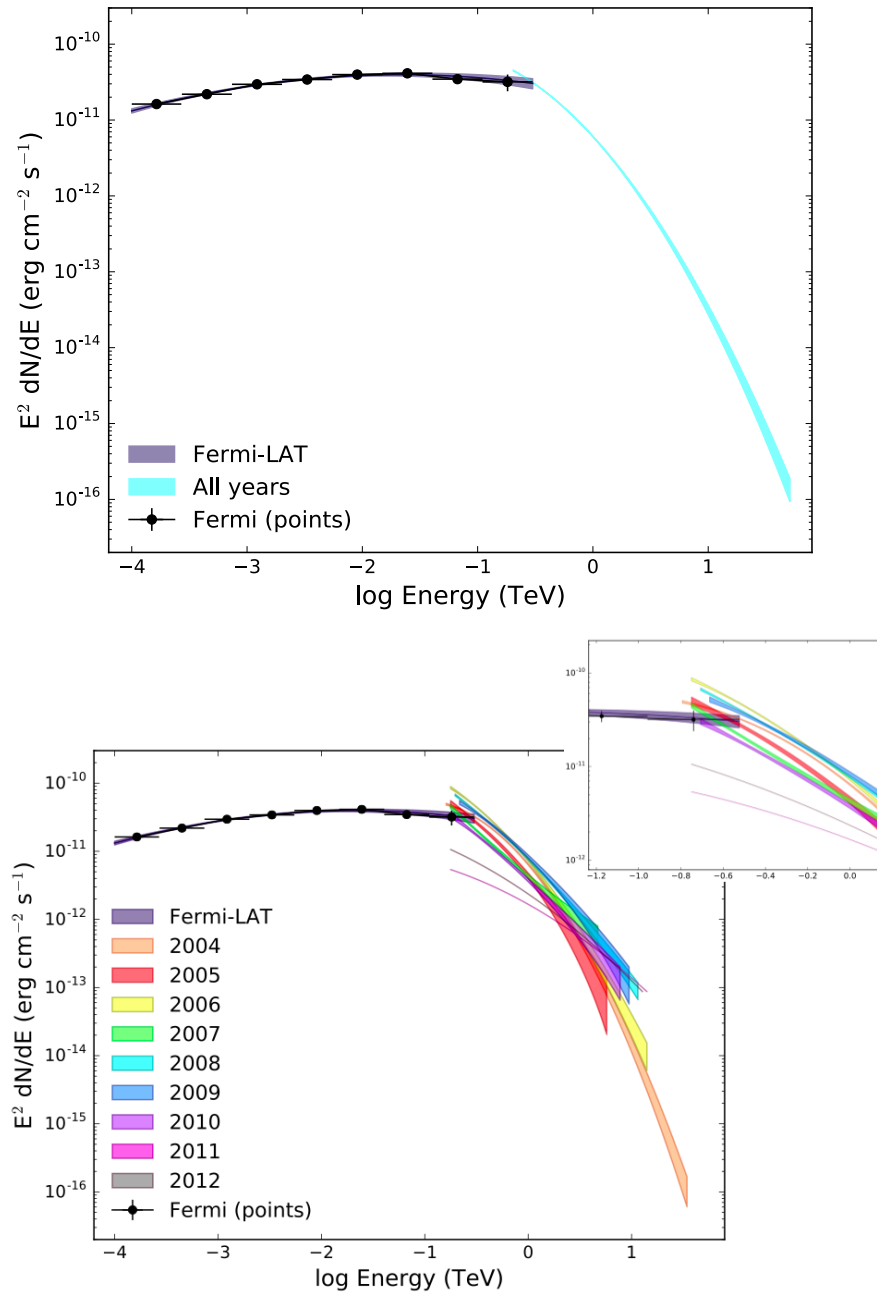 10⁻¹⁰
10⁻¹¹
10⁻¹²
10⁻¹³
10⁻¹⁴
10⁻¹⁵
10⁻¹⁶
E² dN/dE (erg cm⁻² s⁻¹)
Fermi-LAT
All years
Fermi (points)
−4 −3 −2 −1 0 1
log Energy (TeV)
10⁻¹⁰
10⁻¹¹
10⁻¹²
−1.2 −1.0 −0.8 −0.6 −0.4 −0.2 0.0
10⁻¹⁰
10⁻¹¹
10⁻¹²
10⁻¹³
10⁻¹⁴
10⁻¹⁵
10⁻¹⁶
E² dN/dE (erg cm⁻² s⁻¹)
Fermi-LAT
2004
2005
2006
2007
2008
2009
2010
2011
2012
Fermi (points)
−4 −3 −2 −1 0 1
log Energy (TeV)